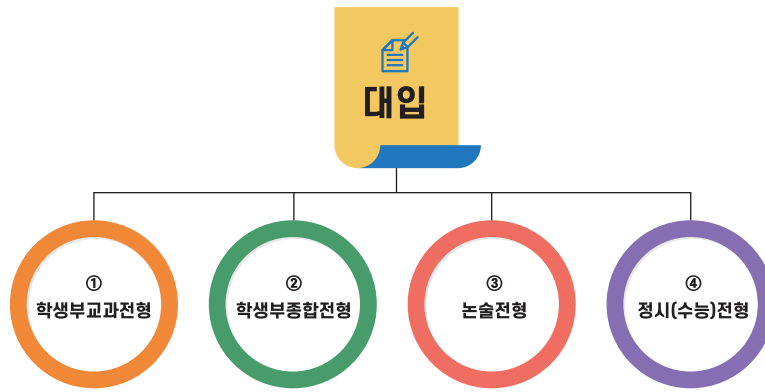 대입
①
학생부교과전형
②
학생부종합전형
③
논술전형
④
정시(수능)전형